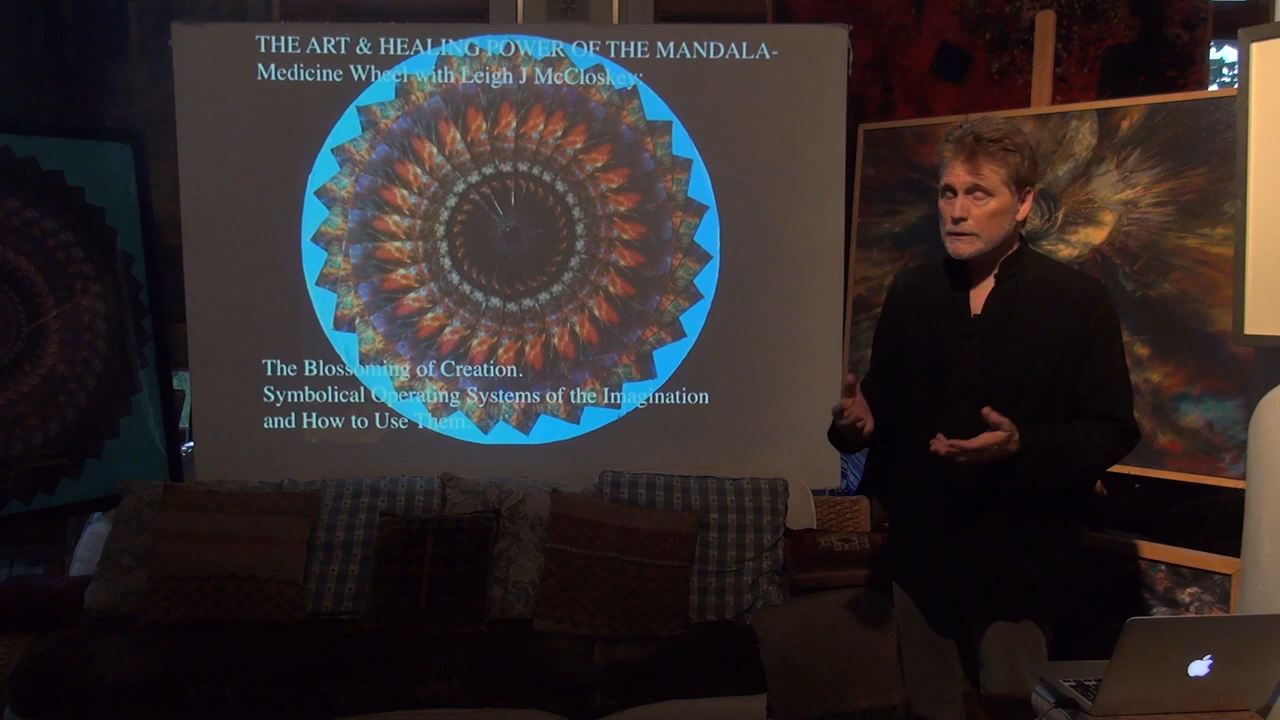 THE ART & HEALING POWER OF THE MANDALA-
Medicine Wheel with Leigh J McCloskey:
The Blossoming of Creation.
Symbolical Operating Systems of the Imagination
and How to Use Them.